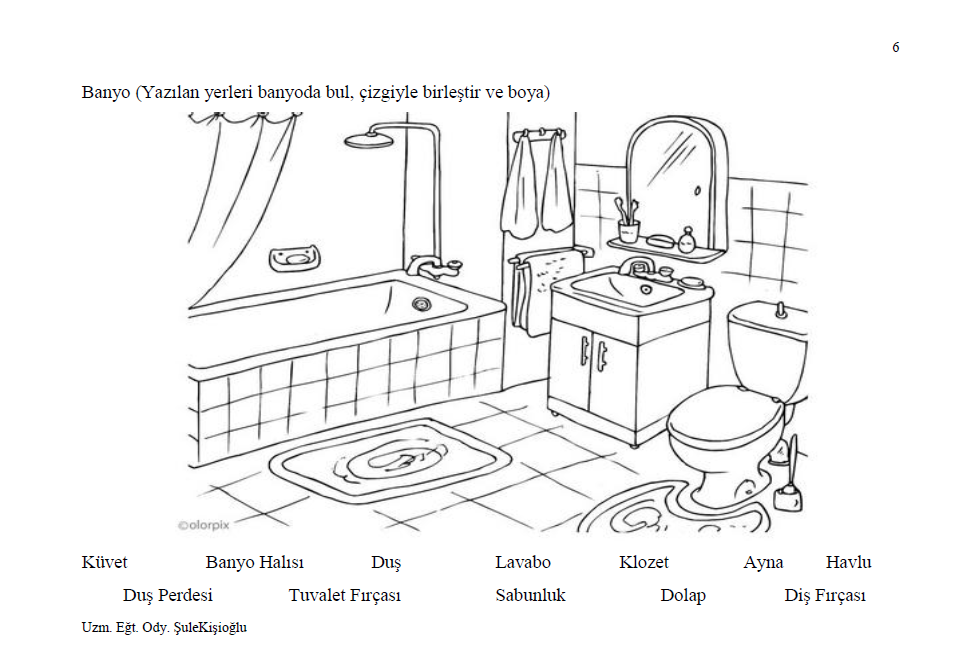 6
Banyo (Yazılan yerleri banyoda bul, çizgiyle birleştir ve boya)
©olorpix
Küvet Banyo Halısı Duş Lavabo Klozet Ayna Havlu
Duş Perdesi Tuvalet Fırçası Sabunluk Dolap Diş Fırçası
Uzm. Eğt. Ody. ŞuleKişioğlu